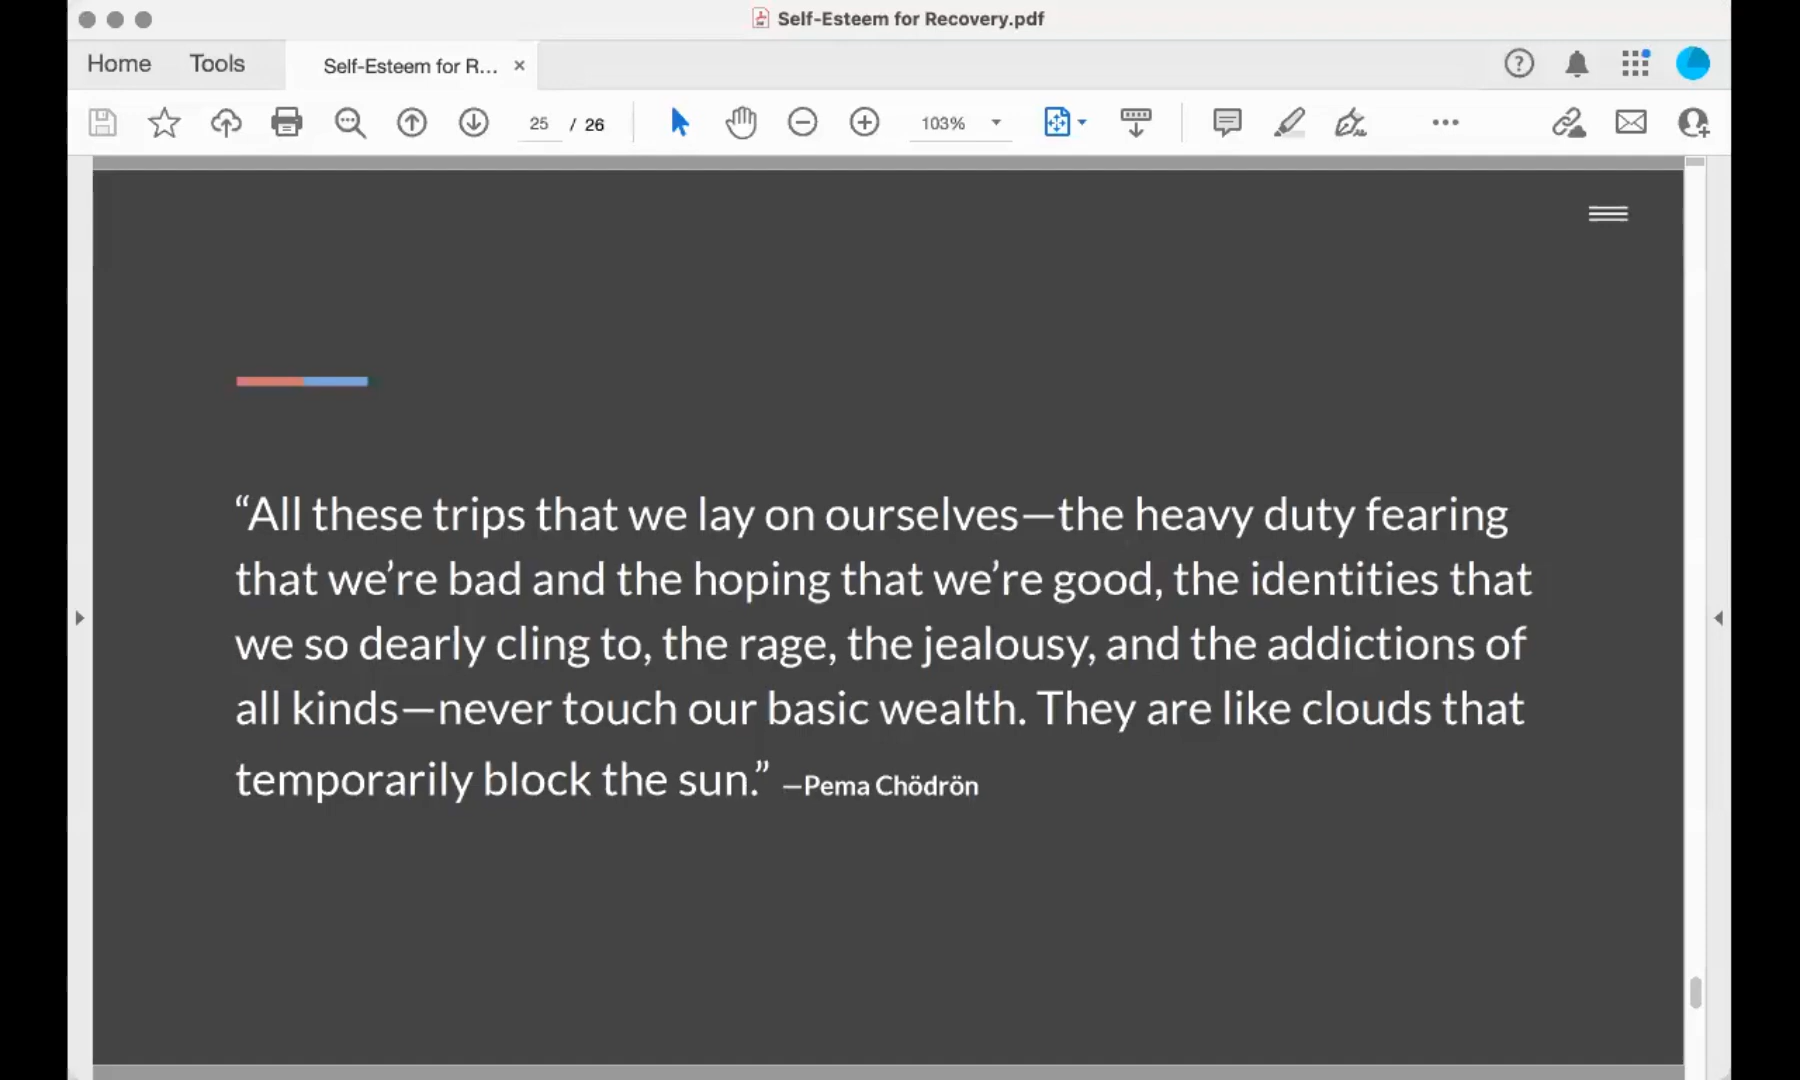 Self-Esteem for Recovery.pdf
Home Tools Self-Esteem for R... ×
25 / 26 103%
“All these trips that we lay on ourselves—the heavy duty fearing
that we’re bad and the hoping that we’re good, the identities that
we so dearly cling to, the rage, the jealousy, and the addictions of
all kinds—never touch our basic wealth. They are like clouds that
temporarily block the sun.” —Pema Chödrön